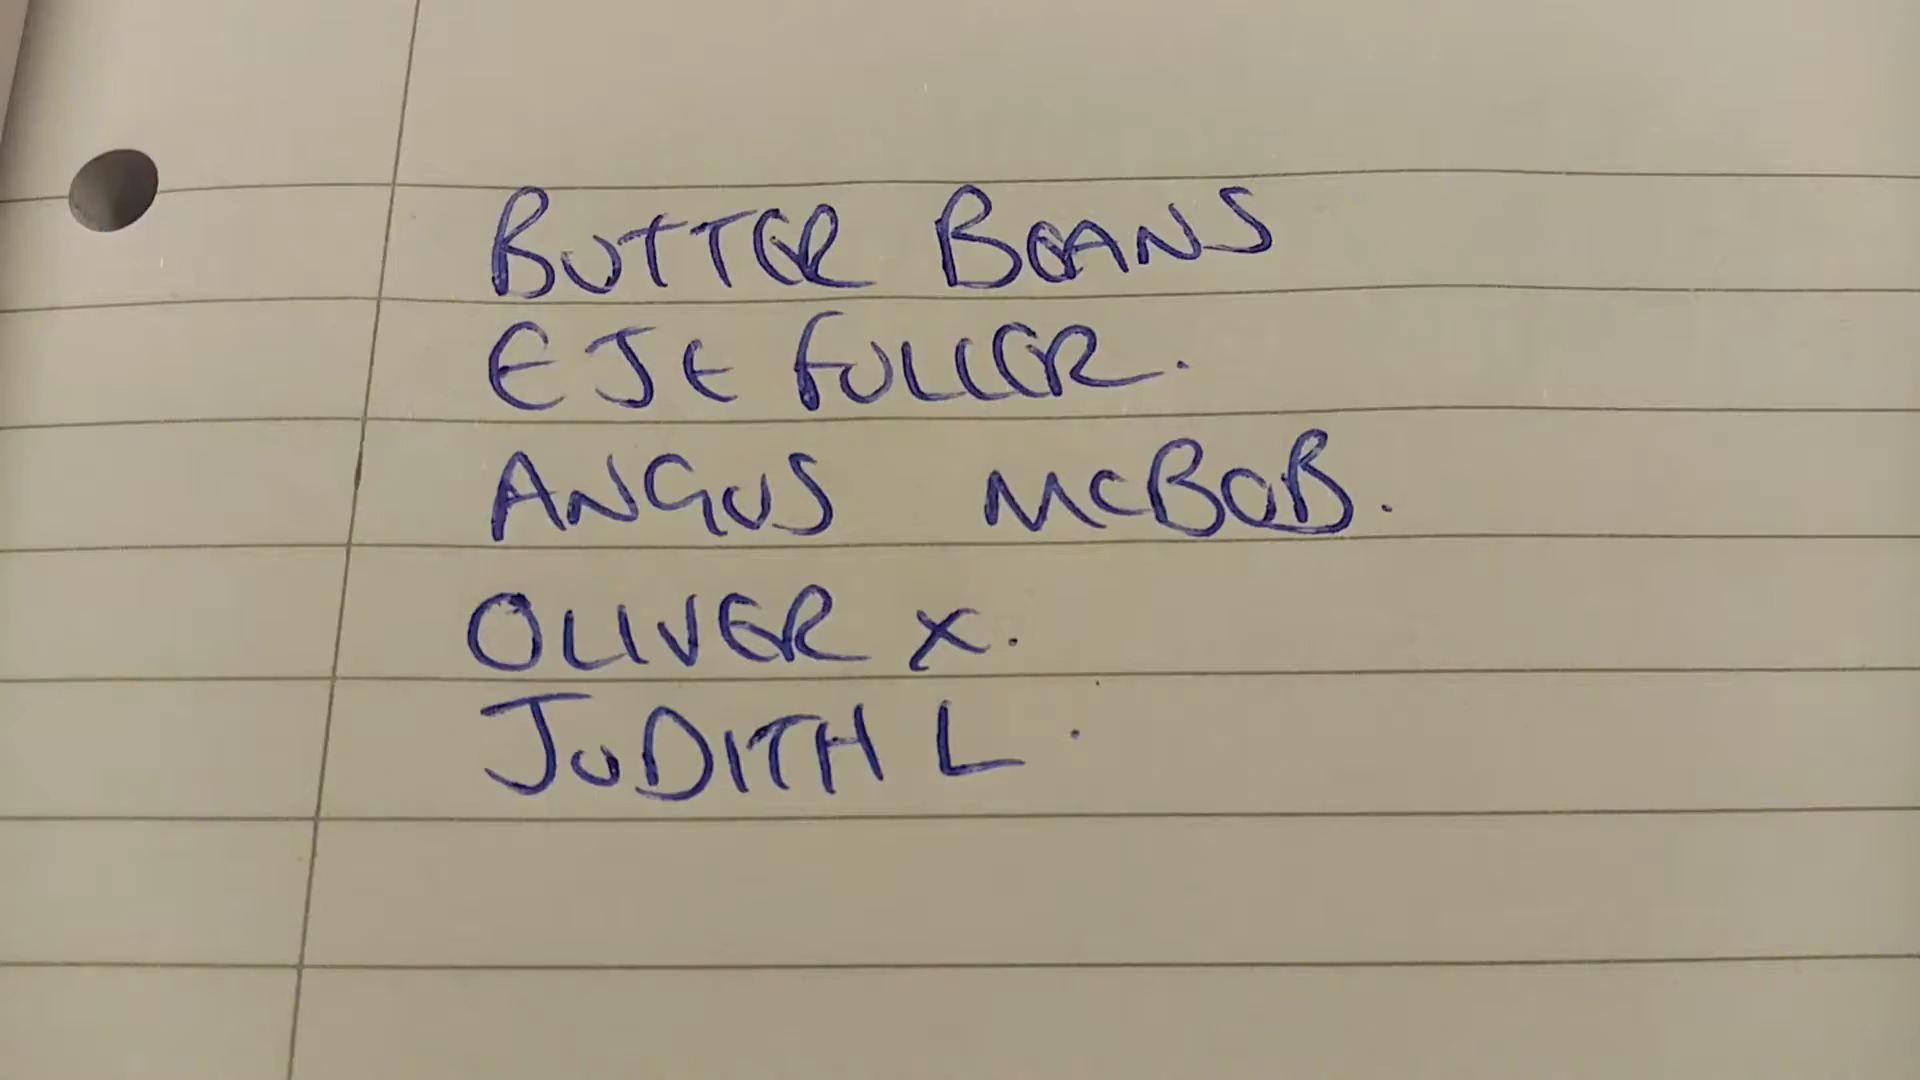 BUTTER BEANS
EJE FULLER.
ANGUS MCBOB.
OLIVER X.
JUDITH L.